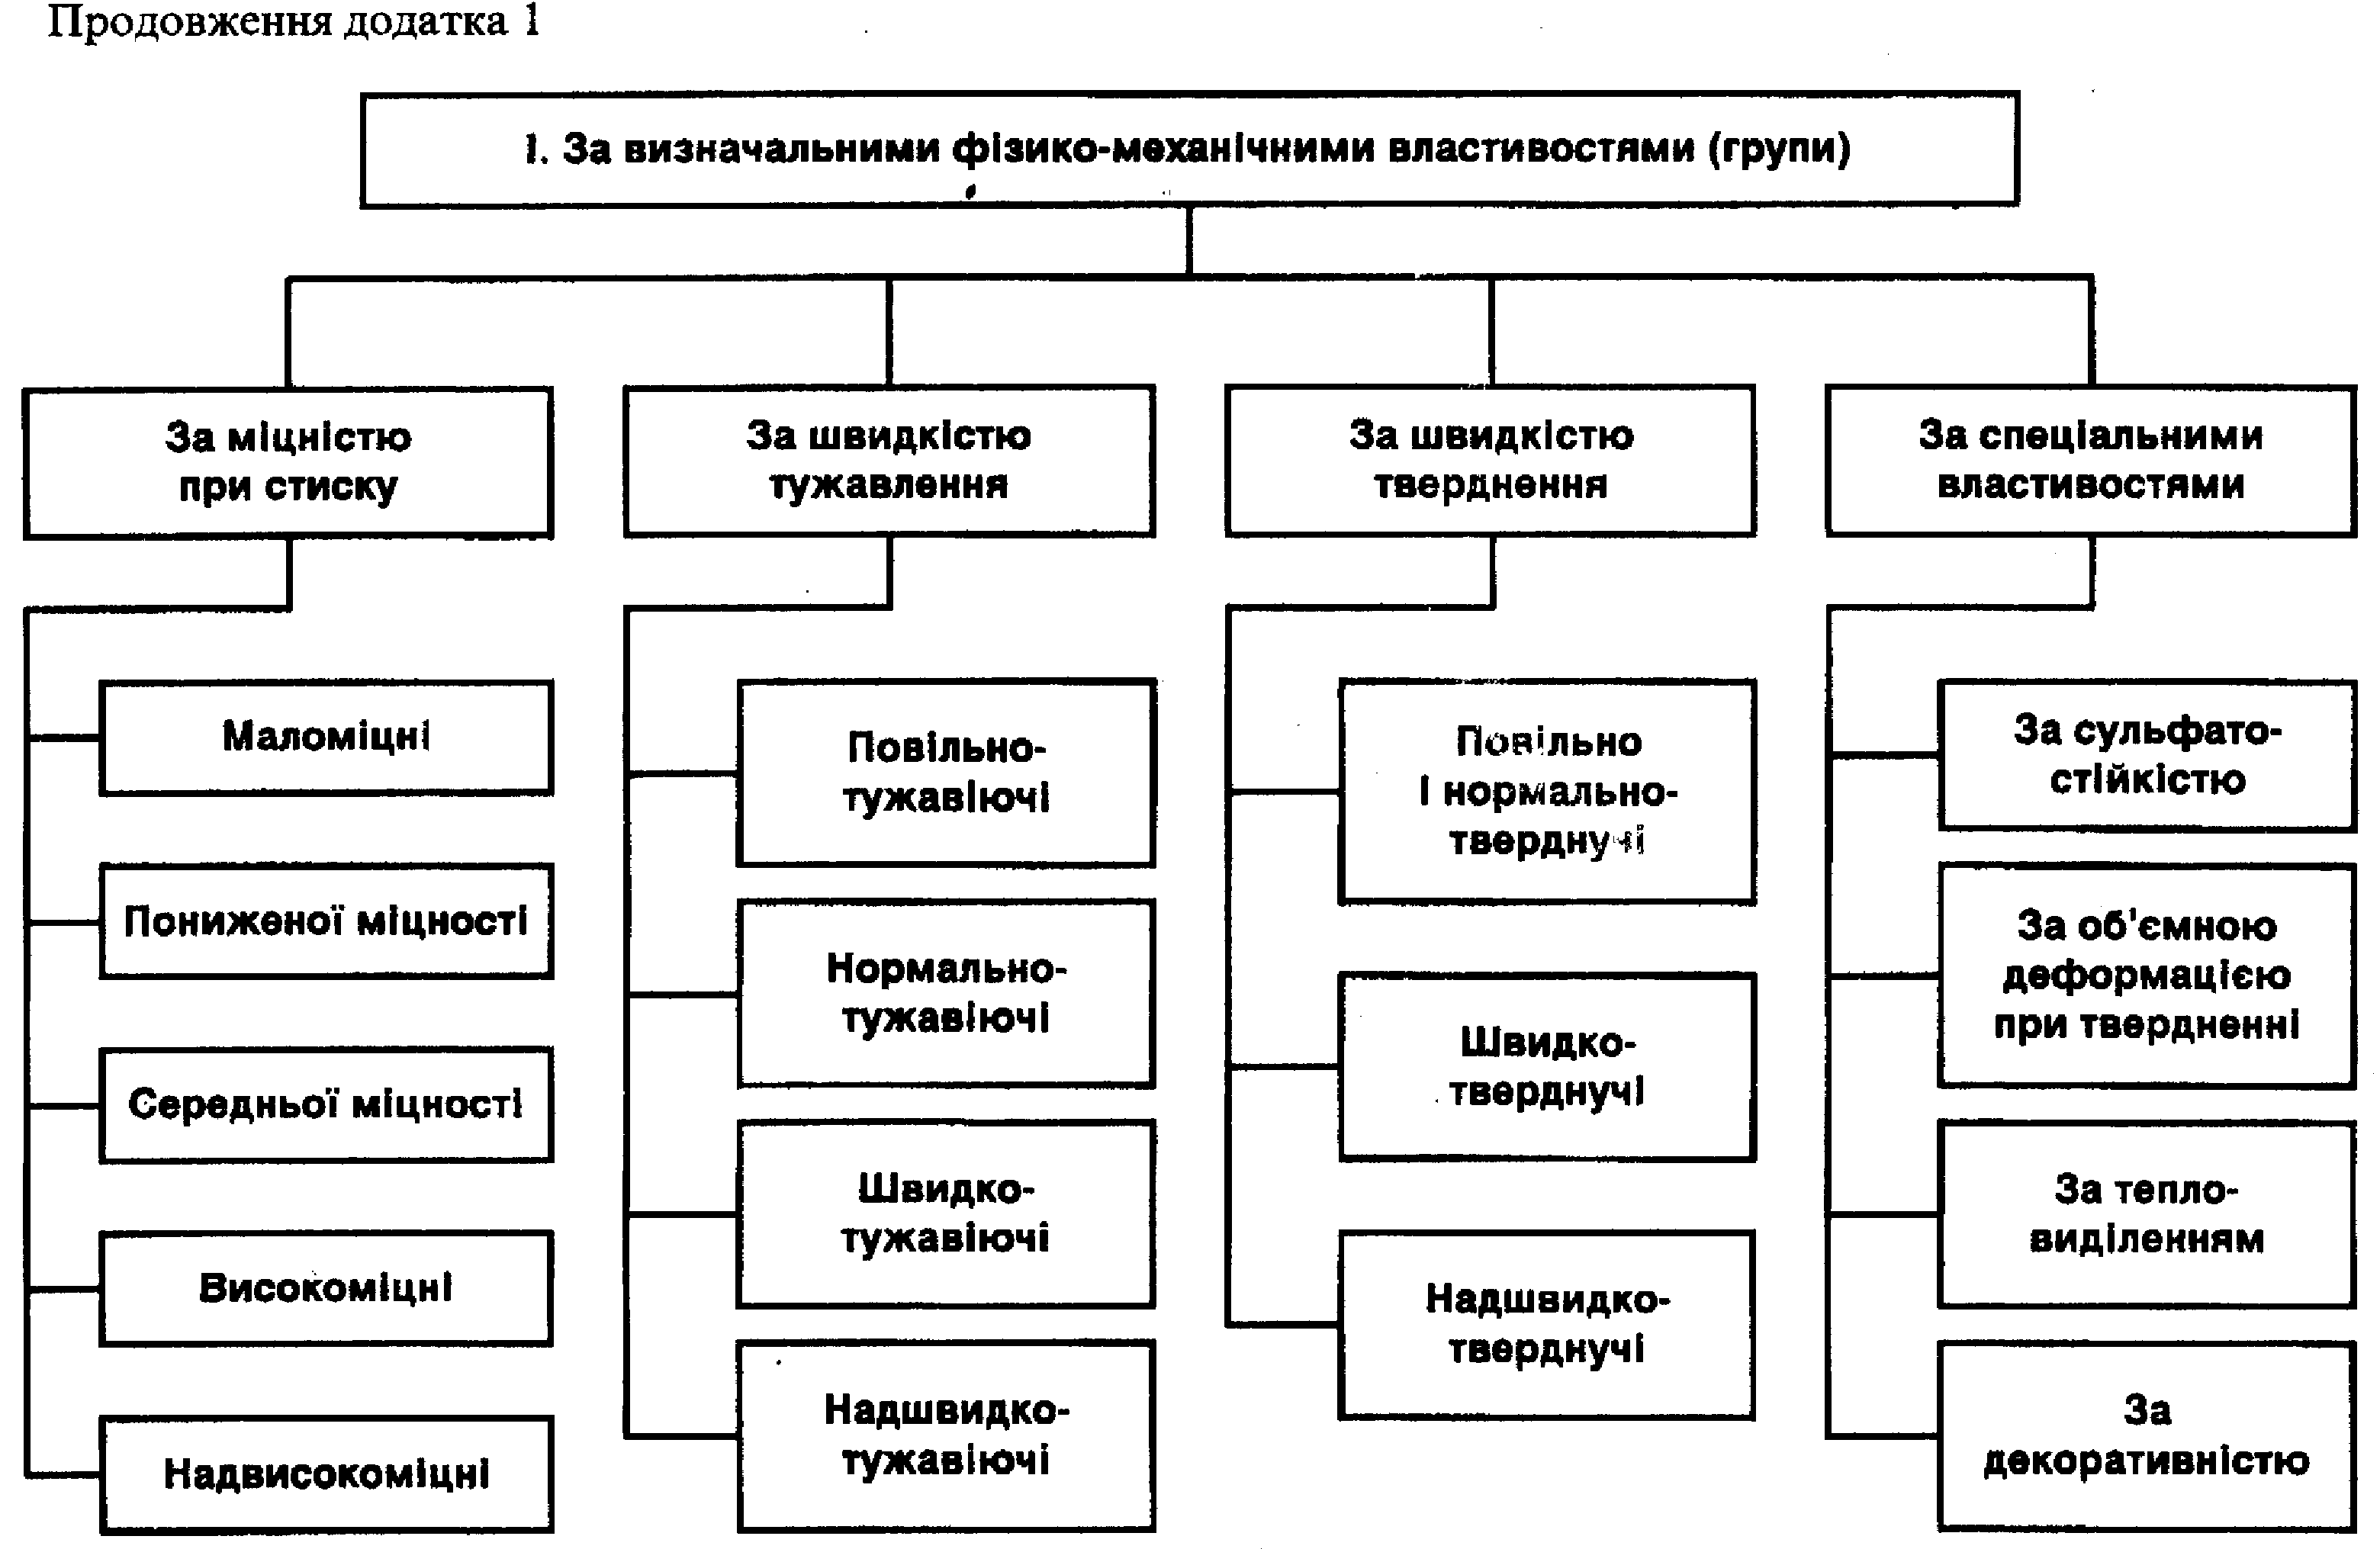 Продовження додатка 1
І. За визначальними фізико-механічними властивостями (групи)
За міцністю
при стиску
За швидкістю
тужавлення
За швидкістю
тверднення
За спеціальними
властивостями
Маломіцні
Пониженої міцності
Середньої міцності
Високоміцні
Надвисокоміцні
Повільно-
тужавіючі
Нормально-
тужавіючі
Швидко-
тужавіючі
Надшвидко-
тужавіючі
Повільно
і нормально-
тверднучі
Швидко-
тверднучі
Надшвидко-
тверднучі
За сульфато-
стійкістю
За об'ємною
деформацією
при твердненні
За тепло-
виділенням
За
декоративністю